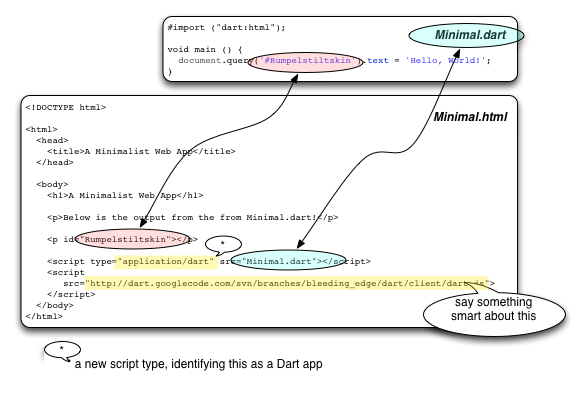 #import ("dart:html");
Minimal.dart
void main () {
document.query('#Rumpelstiltskin').text = 'Hello, World!';
}
<!DOCTYPE html>
Minimal.html
<html>
<head>
<title>A Minimalist Web App</title>
</head>
<body>
<h1>A Minimalist Web App</h1>
<p>Below is the output from the from Minimal.dart!</p>
<p id="Rumpelstiltskin"></p>
*
<script type="application/dart" src="Minimal.dart"></script>
<script
src="http://dart.googlecode.com/svn/branches/bleeding_edge/dart/client/dart.js">
</script>
say something
smart about this
</body>
</html>
*
a new script type, identifying this as a Dart app